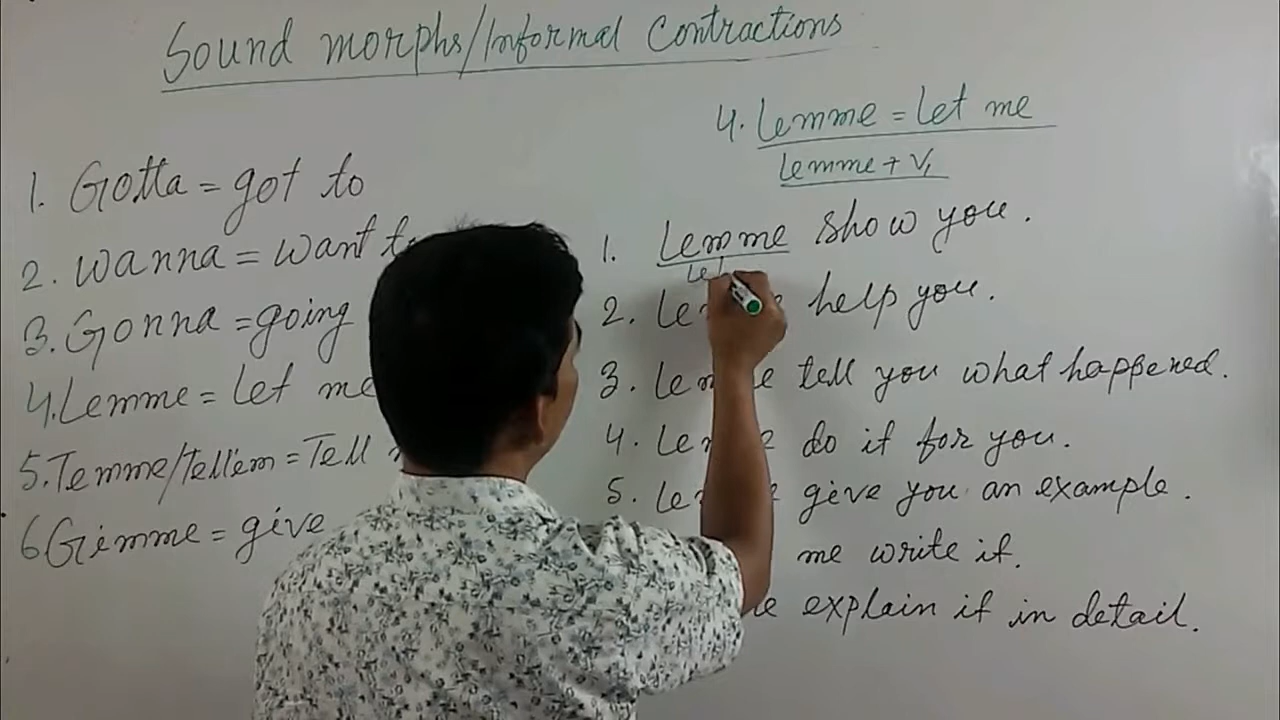 Sound morphs/Informal Contractions
1. Gotta = got to
2. wanna = want
3. Gonna = going
4. Lemme = Let me
5. Temme/Tell'em = Tell
6 Gimme = give
4. Lemme = Let me
Lemme + V₁
1. Lemme show you.
Let
2. help you.
3. tell you what happened.
4. do it for you.
5. give you an example.
me write it.
explain it in detail.